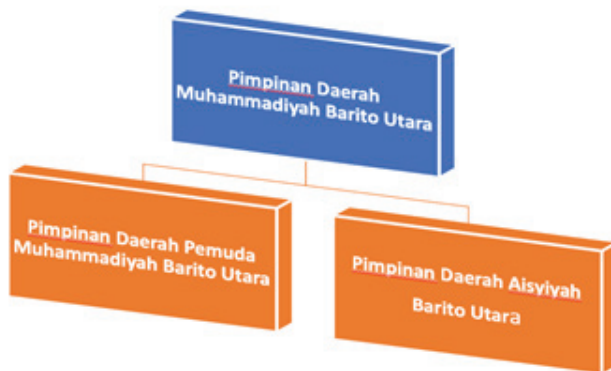 Pimpinan Daerah
Muhammadiyah Barito Utara
Pimpinan Daerah Pemuda
Muhammadiyah Barito Utara
Pimpinan Daerah Aisyiyah
Barito Utara